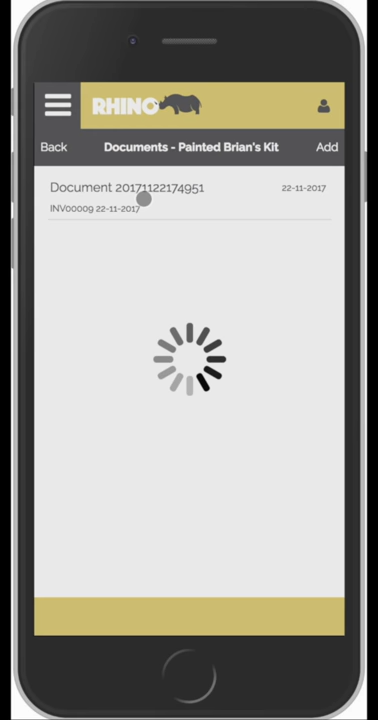 RHINO
Back Documents - Painted Brian's Kit Add
Document 20171122174951 22-11-2017
INV00009 22-11-2017